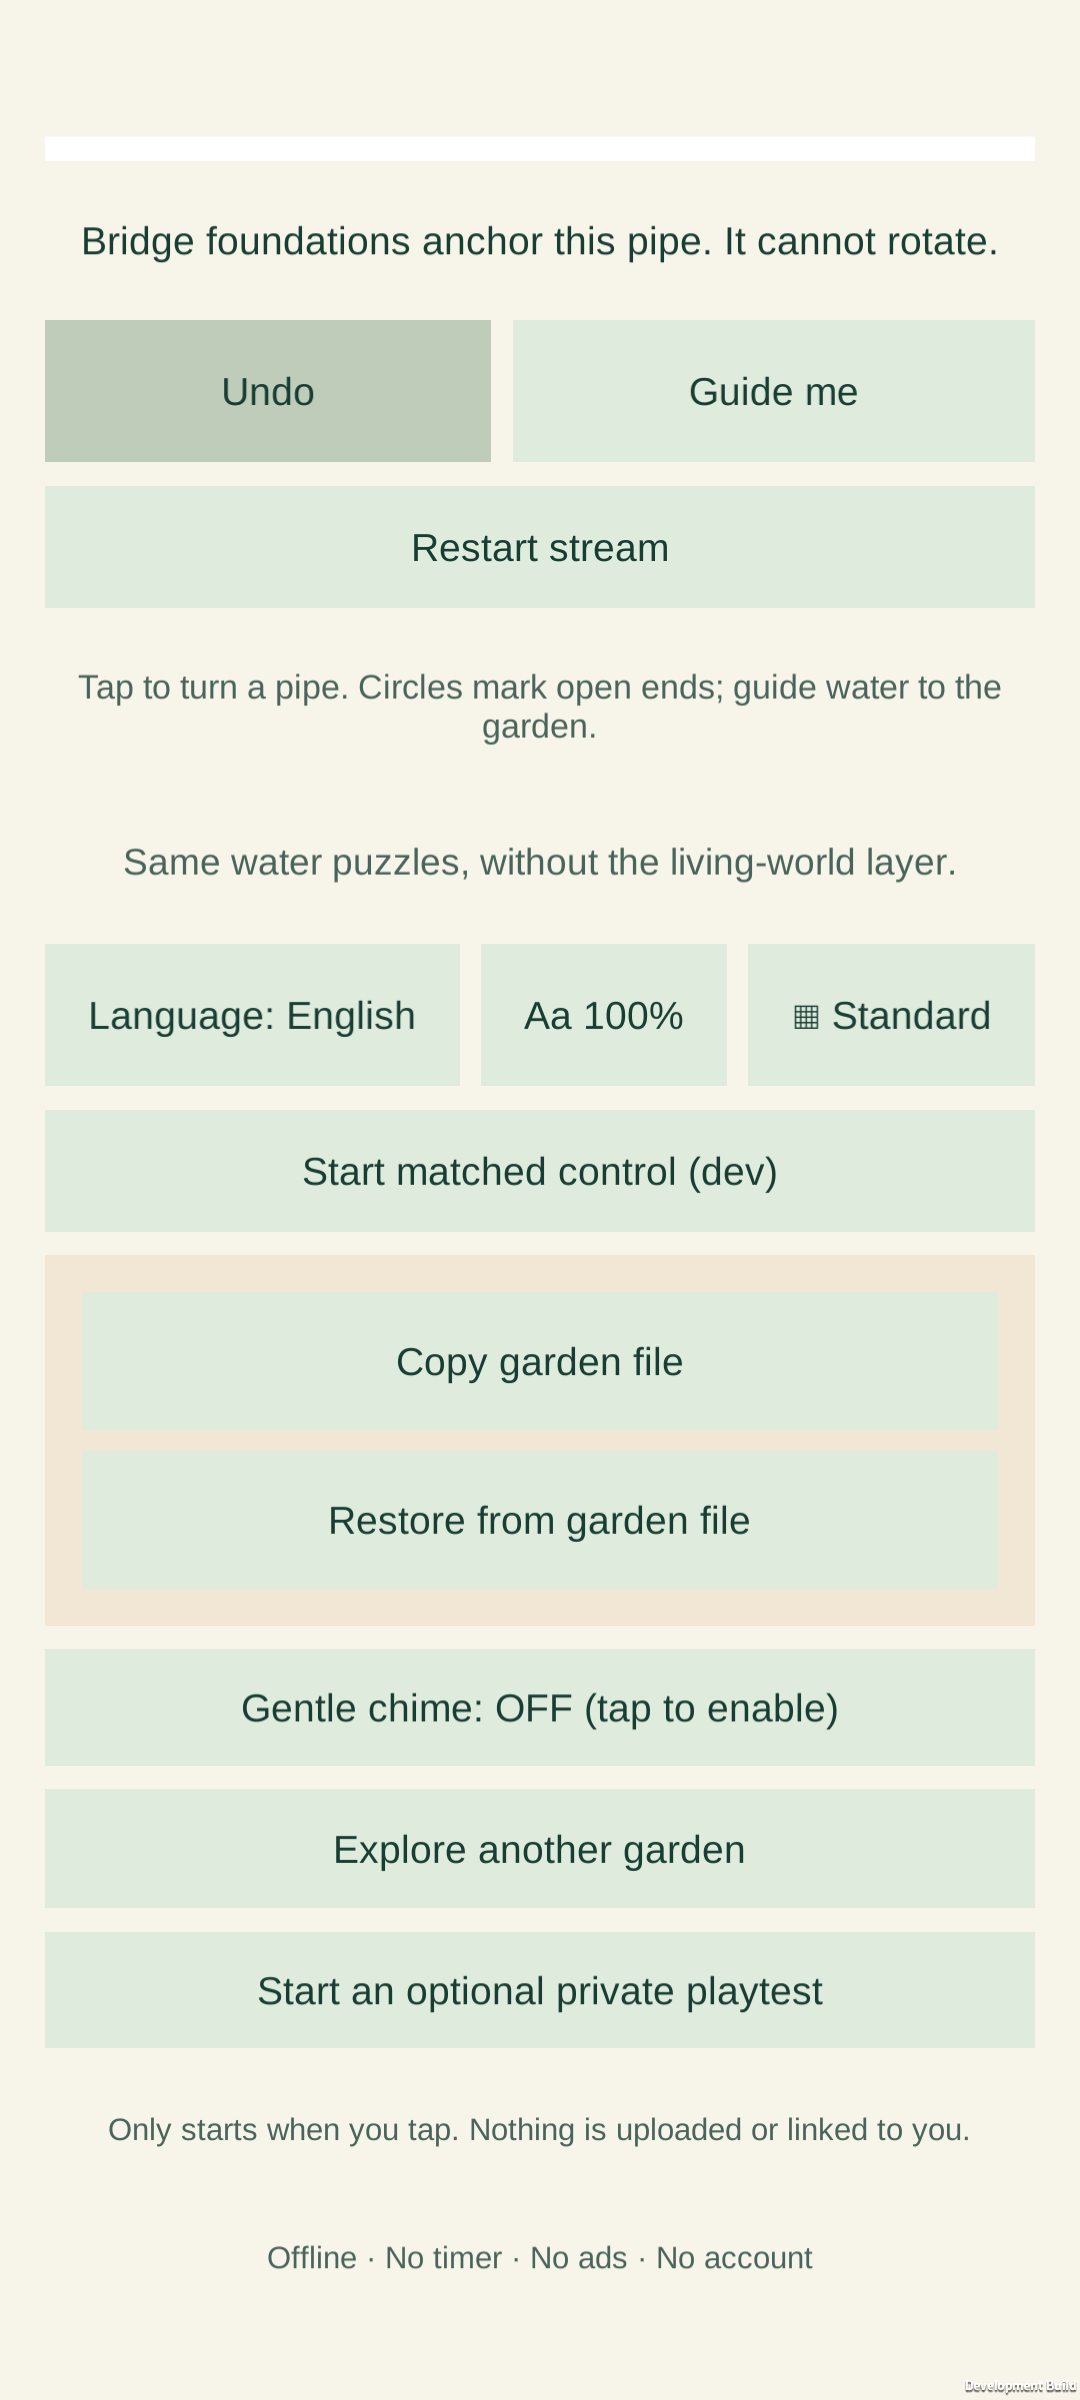 Bridge foundations anchor this pipe. It cannot rotate.
Undo
Guide me
Restart stream
Tap to turn a pipe. Circles mark open ends; guide water to the
garden.
Same water puzzles, without the living-world layer.
Language: English
Aa 100%
▦ Standard
Start matched control (dev)
Copy garden file
Restore from garden file
Gentle chime: OFF (tap to enable)
Explore another garden
Start an optional private playtest
Only starts when you tap. Nothing is uploaded or linked to you.
Offline · No timer · No ads · No account
Development Build